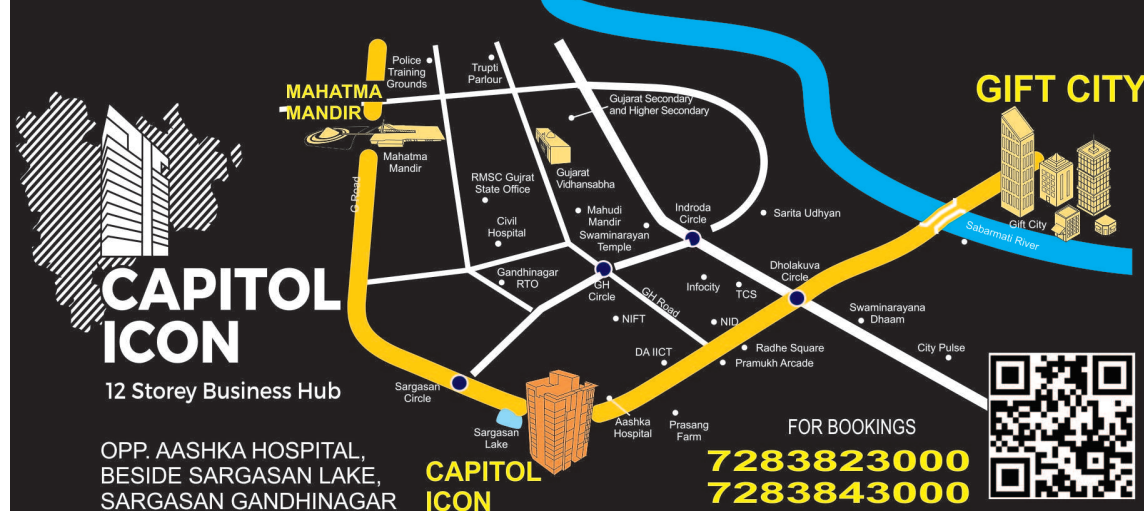 CAPITOL
ICON
12 Storey Business Hub
OPP. AASHKA HOSPITAL,
BESIDE SARGASAN LAKE,
SARGASAN GANDHINAGAR
MAHATMA
MANDIR
Mahatma
Mandir
G Road
Police
Training
Grounds
Trupti
Parlour
Gujarat Secondary
and Higher Secondary
Gujarat
Vidhansabha
RMSC Gujrat
State Office
Civil
Hospital
Gandhinagar
RTO
Mahudi
Mandir
Swaminarayan
Temple
Indroda
Circle
Sarita Udhyan
GH
Circle
GH Road
Infocity
TCS
NIFT
NID
DA IICT
Dholakuva
Circle
Radhe Square
Pramukh Arcade
Swaminarayana
Dhaam
City Pulse
GIFT CITY
Gift City
Sabarmati River
Sargasan
Circle
Sargasan
Lake
CAPITOL
ICON
Aashka
Hospital
Prasang
Farm
FOR BOOKINGS
7283823000
7283843000